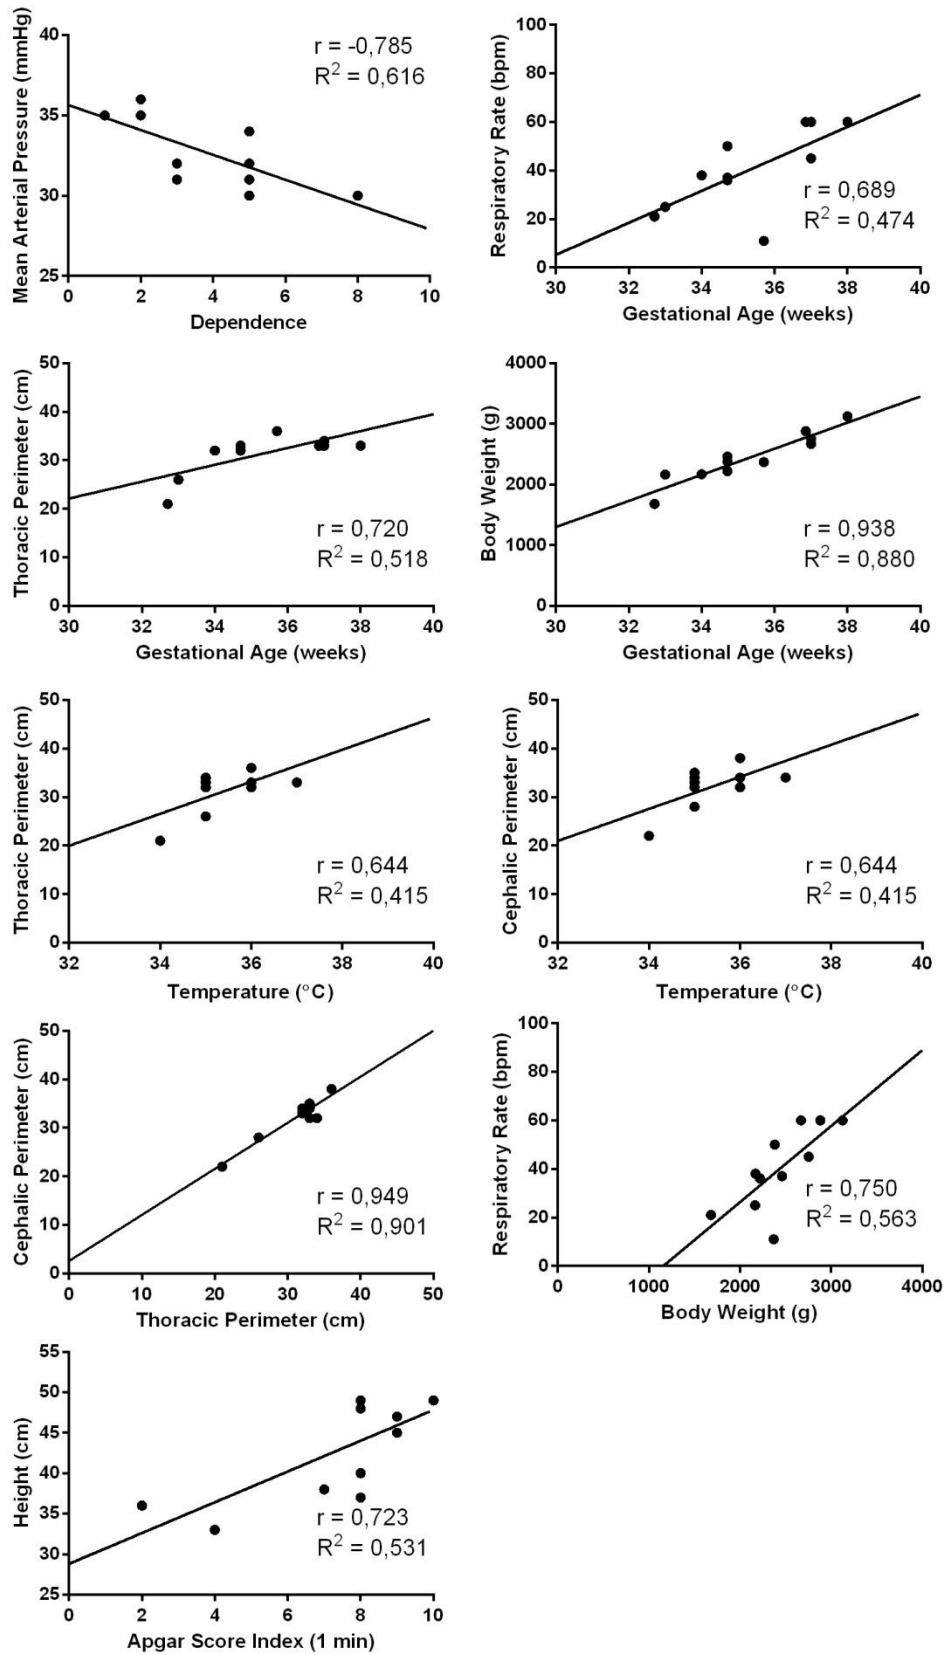 Mean Arterial Pressure (mmHg)
40
35
30
25
r = -0,785
R² = 0,616
0 2 4 6 8 10
Dependence
Respiratory Rate (bpm)
100
80
60
40
20
0
r = 0,689
R² = 0,474
30 32 34 36 38 40
Gestational Age (weeks)
Thoracic Perimeter (cm)
50
40
30
20
10
0
r = 0,720
R² = 0,518
30 32 34 36 38 40
Gestational Age (weeks)
Body Weight (g)
4000
3000
2000
1000
0
r = 0,938
R² = 0,880
30 32 34 36 38 40
Gestational Age (weeks)
Thoracic Perimeter (cm)
50
40
30
20
10
0
r = 0,644
R² = 0,415
32 34 36 38 40
Temperature (°C)
Cephalic Perimeter (cm)
50
40
30
20
10
0
r = 0,644
R² = 0,415
32 34 36 38 40
Temperature (°C)
Cephalic Perimeter (cm)
50
40
30
20
10
0
r = 0,949
R² = 0,901
0 10 20 30 40 50
Thoracic Perimeter (cm)
Respiratory Rate (bpm)
100
80
60
40
20
0
r = 0,750
R² = 0,563
0 1000 2000 3000 4000
Body Weight (g)
Height (cm)
55
50
45
40
35
30
25
r = 0,723
R² = 0,531
0 2 4 6 8 10
Apgar Score Index (1 min)